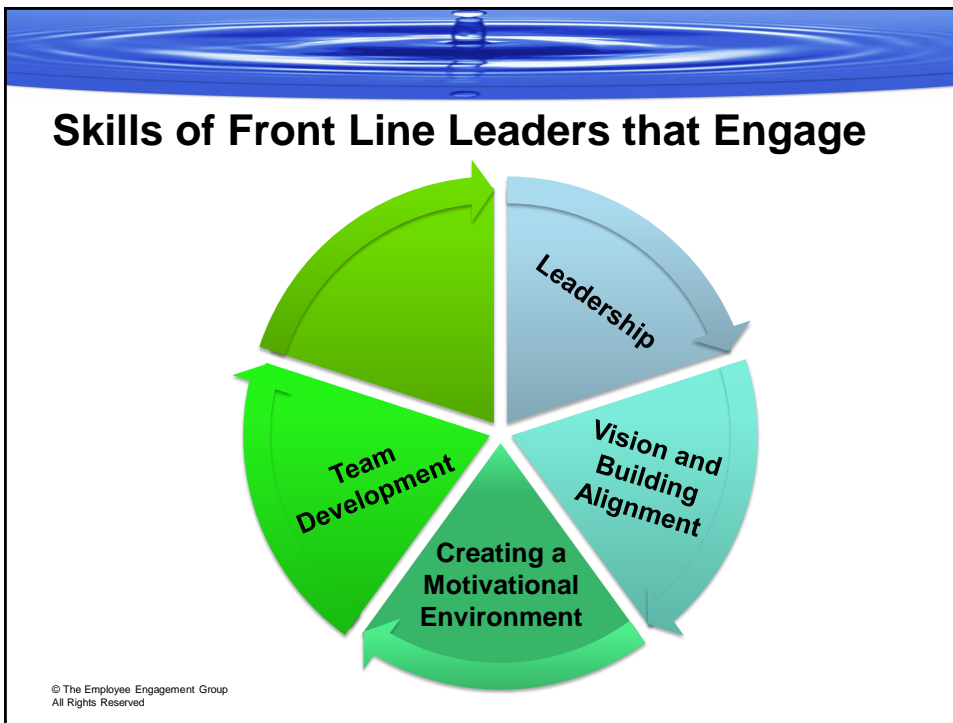 Skills of Front Line Leaders that Engage
Leadership
Vision and
Building
Alignment
Creating a
Motivational
Environment
Team
Development
© The Employee Engagement Group
All Rights Reserved